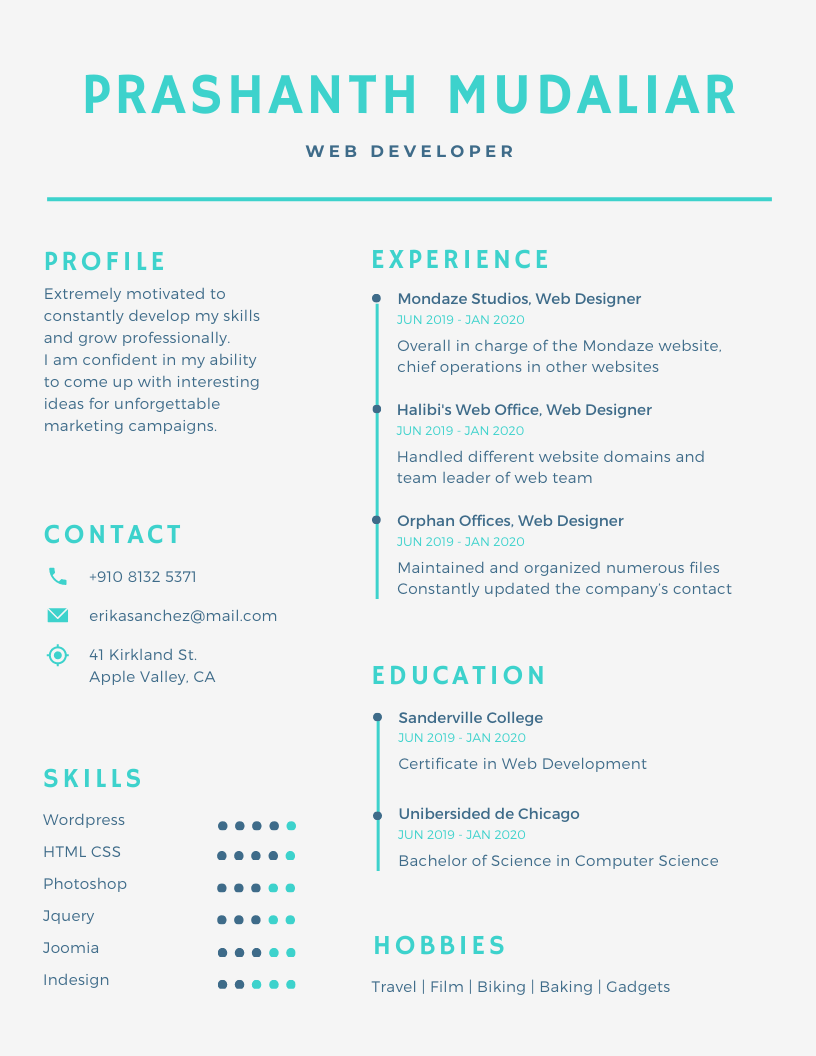 PRASHANTH MUDALIAR
WEB DEVELOPER
PROFILE
Extremely motivated to
constantly develop my skills
and grow professionally.
I am confident in my ability
to come up with interesting
ideas for unforgettable
marketing campaigns.
CONTACT
+910 8132 5371
erikasanchez@mail.com
41 Kirkland St.
Apple Valley, CA
SKILLS
Wordpress
HTML CSS
Photoshop
Jquery
Joomia
Indesign
EXPERIENCE
Mondaze Studios, Web Designer
JUN 2019 - JAN 2020
Overall in charge of the Mondaze website,
chief operations in other websites
Halibi's Web Office, Web Designer
JUN 2019 - JAN 2020
Handled different website domains and
team leader of web team
Orphan Offices, Web Designer
JUN 2019 - JAN 2020
Maintained and organized numerous files
Constantly updated the company's contact
EDUCATION
Sanderville College
JUN 2019 - JAN 2020
Certificate in Web Development
Unibersided de Chicago
JUN 2019 - JAN 2020
Bachelor of Science in Computer Science
HOBBIES
Travel | Film | Biking | Baking | Gadgets